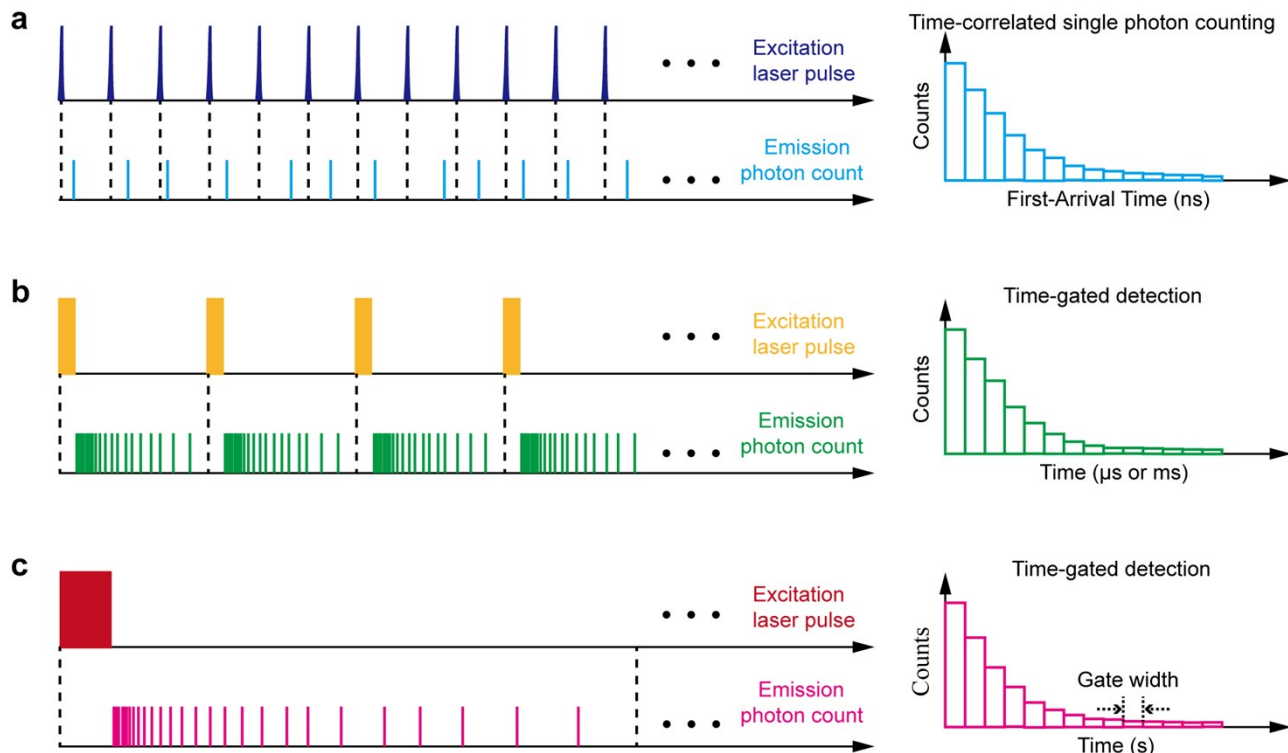 a
Time-correlated single photon counting
Excitation
laser pulse
Emission
photon count
Counts
First-Arrival Time (ns)
b
Time-gated detection
Excitation
laser pulse
Emission
photon count
Counts
Time (µs or ms)
c
Time-gated detection
Excitation
laser pulse
Emission
photon count
Counts
Gate width
Time (s)